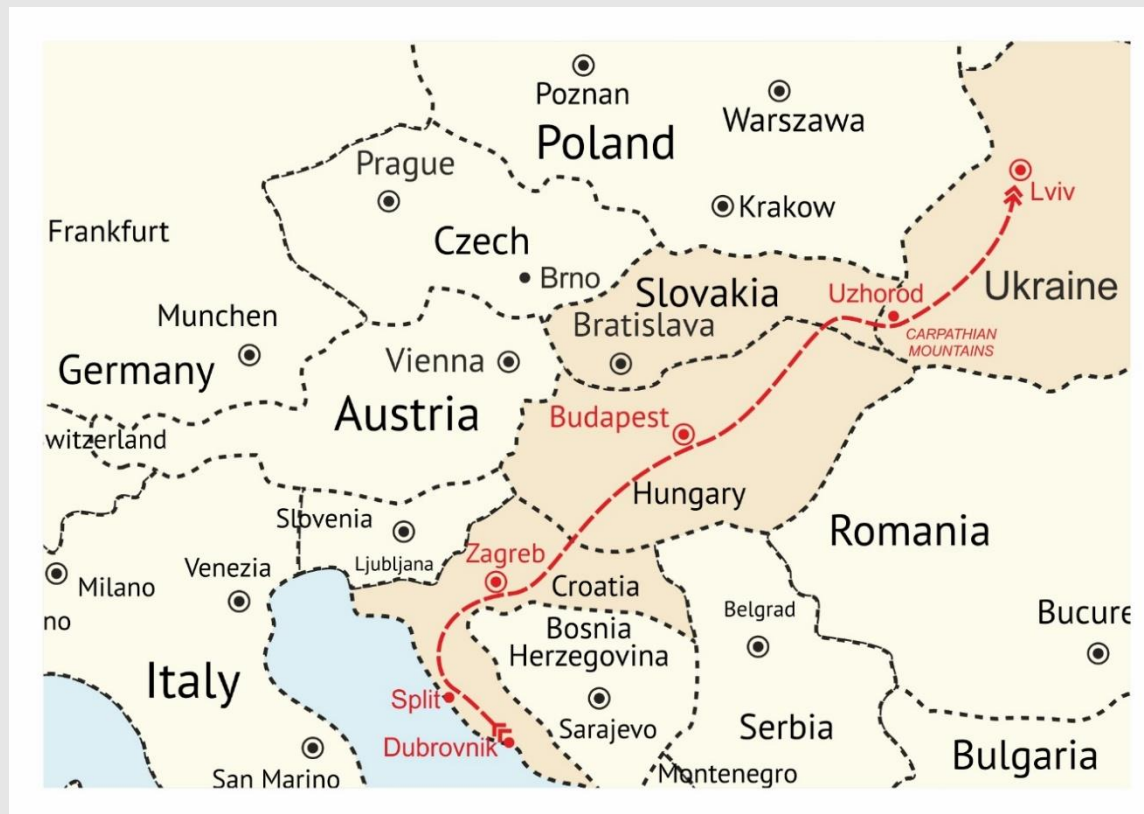 Poznan
Poland
Warszawa
Prague
Krakow
Lviv
Frankfurt
Czech
Brno
Slovakia
Uzhorod
Ukraine
Munchen
Bratislava
CARPATHIAN
MOUNTAINS
Germany
Vienna
Austria
Budapest
witzerland
Hungary
Slovenia
Romania
Ljubljana
Zagreb
Venezia
Milano
Croatia
Belgrad
Bucure
no
Bosnia
Herzegovina
Italy
Split
Sarajevo
Serbia
Dubrovnik
Bulgaria
San Marino
Montenegro